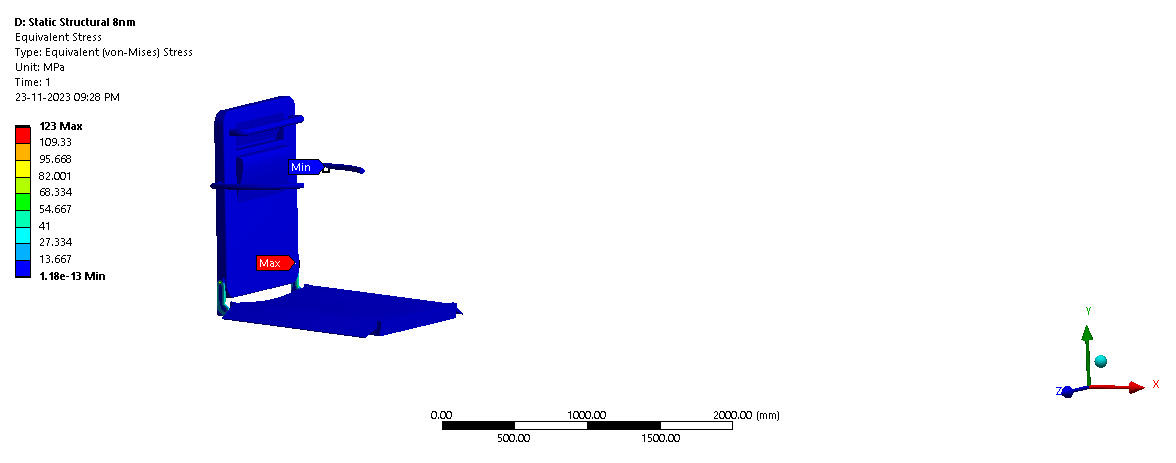 D: Static Structural 8nm
Equivalent Stress
Type: Equivalent (von-Mises) Stress
Unit: MPa
Time: 1
23-11-2023 09:28 PM
123 Max
109.33
95.668
82.001
68.334
54.667
41
27.334
13.667
1.18e-13 Min
Min
Max
Y
Z
X
0.00
1000.00
2000.00 (mm)
500.00
1500.00